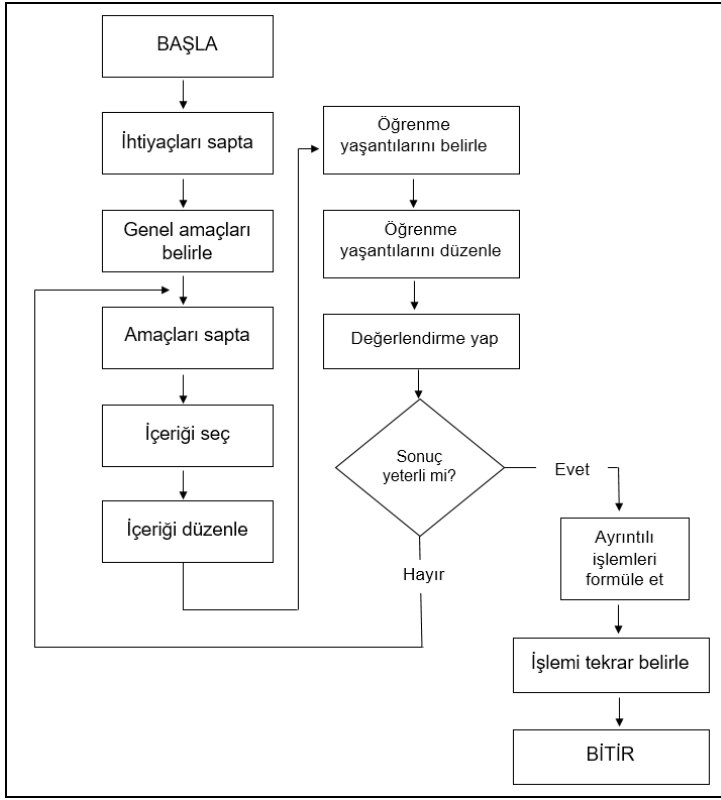 BAŞLA
İhtiyaçları sapta
Genel amaçları
belirle
Amaçları sapta
İçeriği seç
İçeriği düzenle
Öğrenme
yaşantılarını belirle
Öğrenme
yaşantılarını düzenle
Değerlendirme yap
Sonuç
yeterli mi?
Evet
Hayır
Ayrıntılı
işlemleri
formüle et
İşlemi tekrar belirle
BİTİR